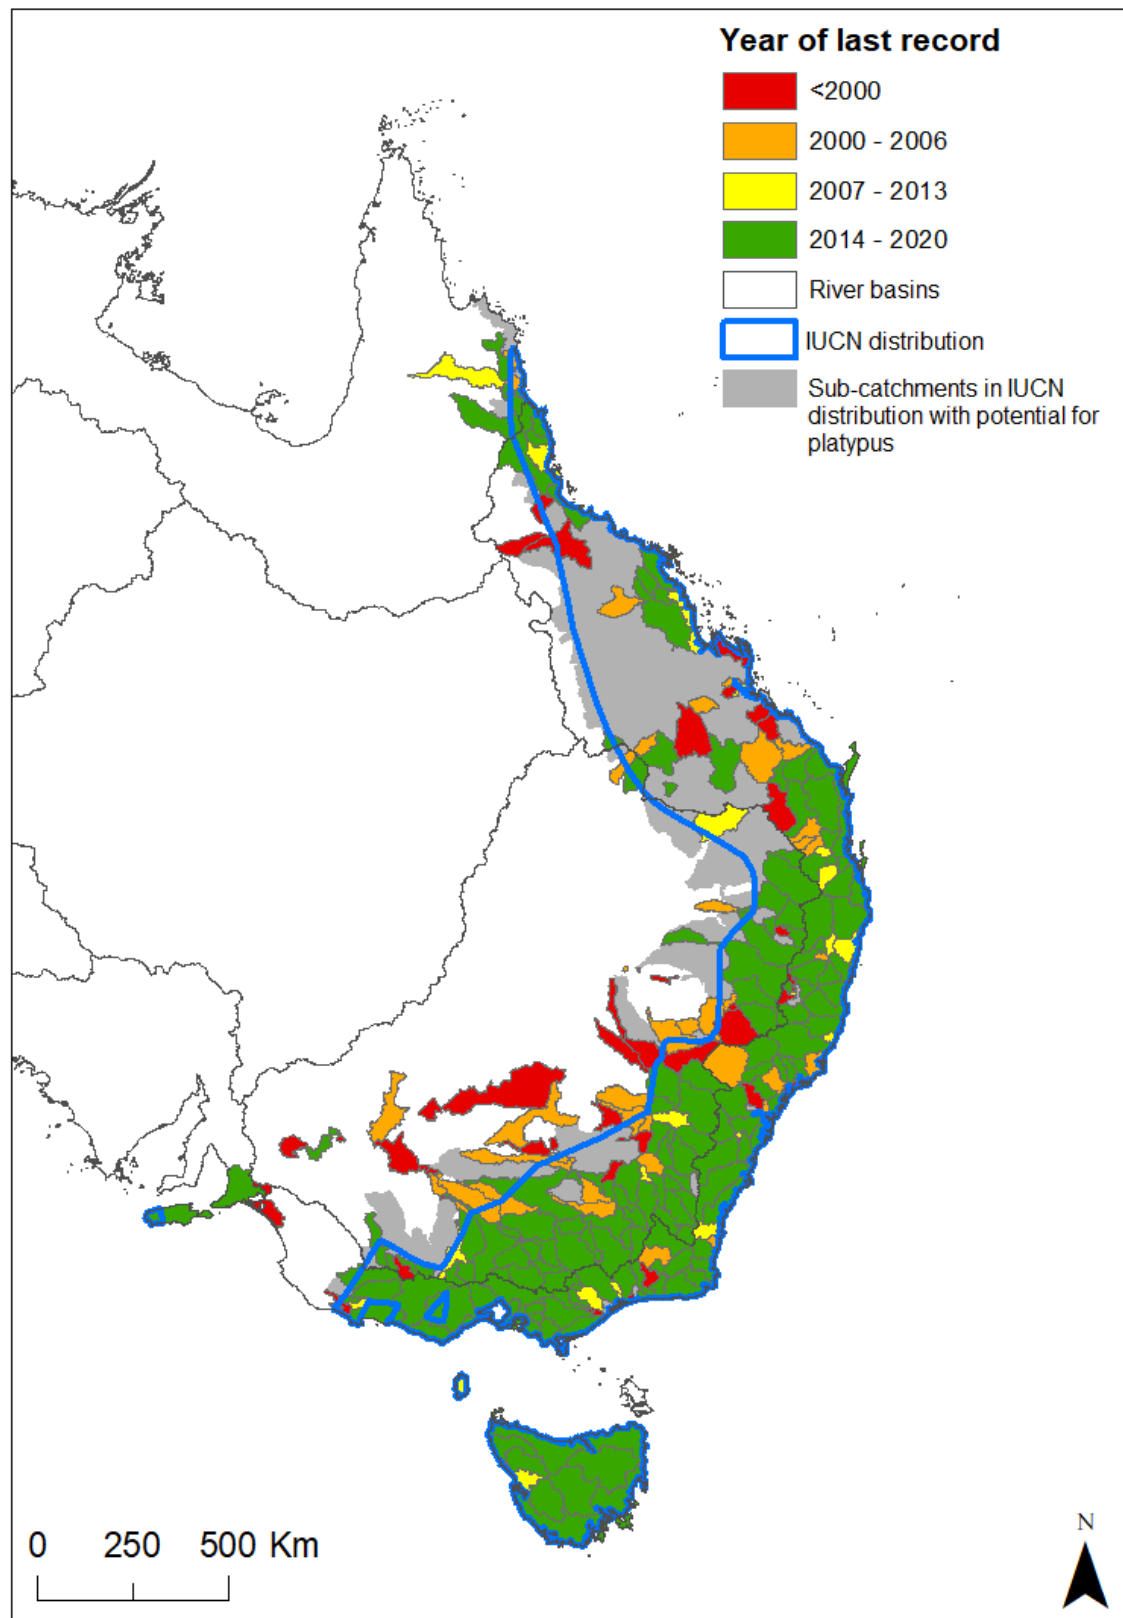 Year of last record
<2000
2000 - 2006
2007 - 2013
2014 - 2020
River basins
IUCN distribution
Sub-catchments in IUCN
distribution with potential for
platypus
0 250 500 Km
N